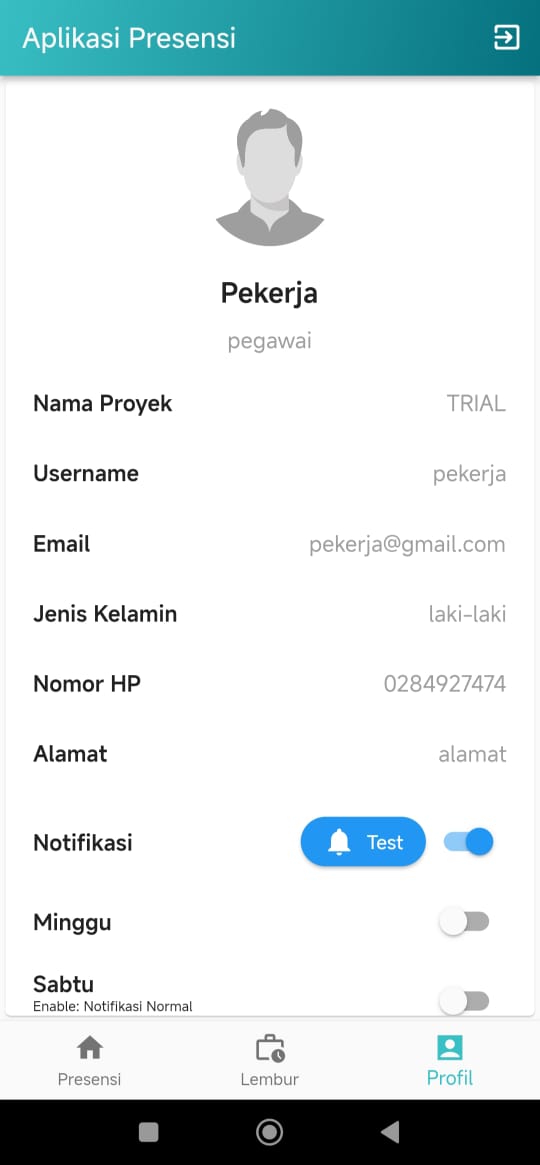 Aplikasi Presensi
Pekerja
pegawai
Nama Proyek TRIAL
Username pekerja
Email pekerja@gmail.com
Jenis Kelamin laki-laki
Nomor HP 0284927474
Alamat alamat
Notifikasi Test
Minggu
Sabtu
Enable: Notifikasi Normal
Presensi Lembur Profil